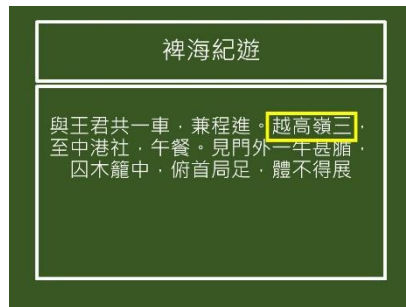 裨海紀遊
與王君共一車，兼程進。越高嶺三，
至中港社，午餐。見門外一牛甚腯，
囚木籠中，俯首局足，體不得展